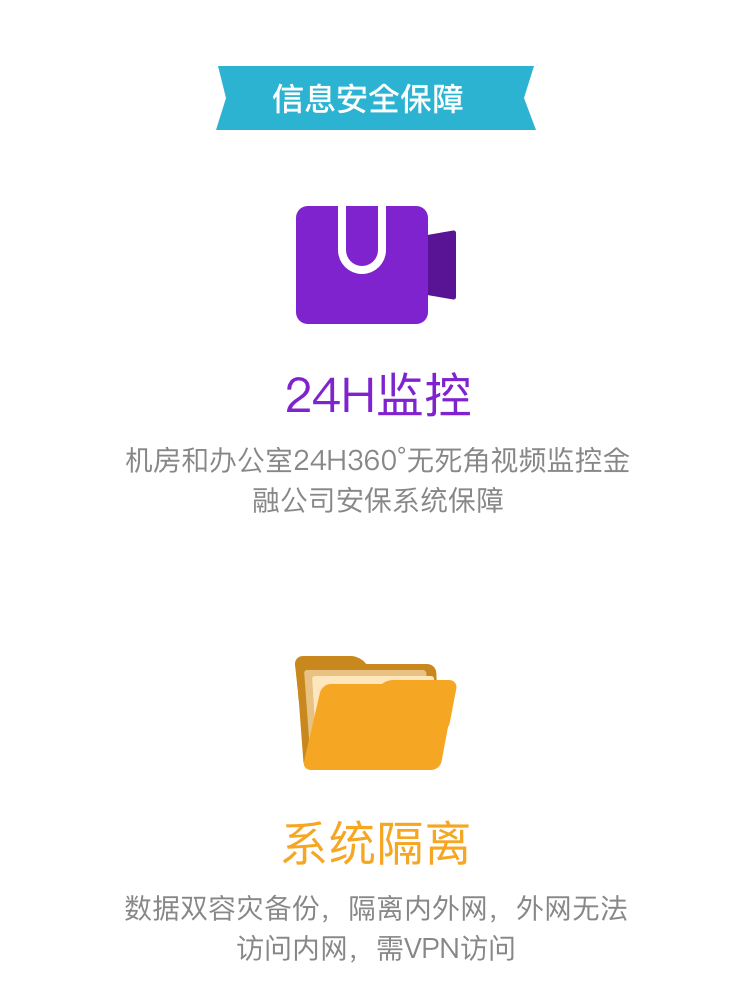 信息安全保障
24H监控
机房和办公室24H360°无死角视频监控金
融公司安保系统保障
系统隔离
数据双容灾备份，隔离内外网，外网无法
访问内网，需VPN访问